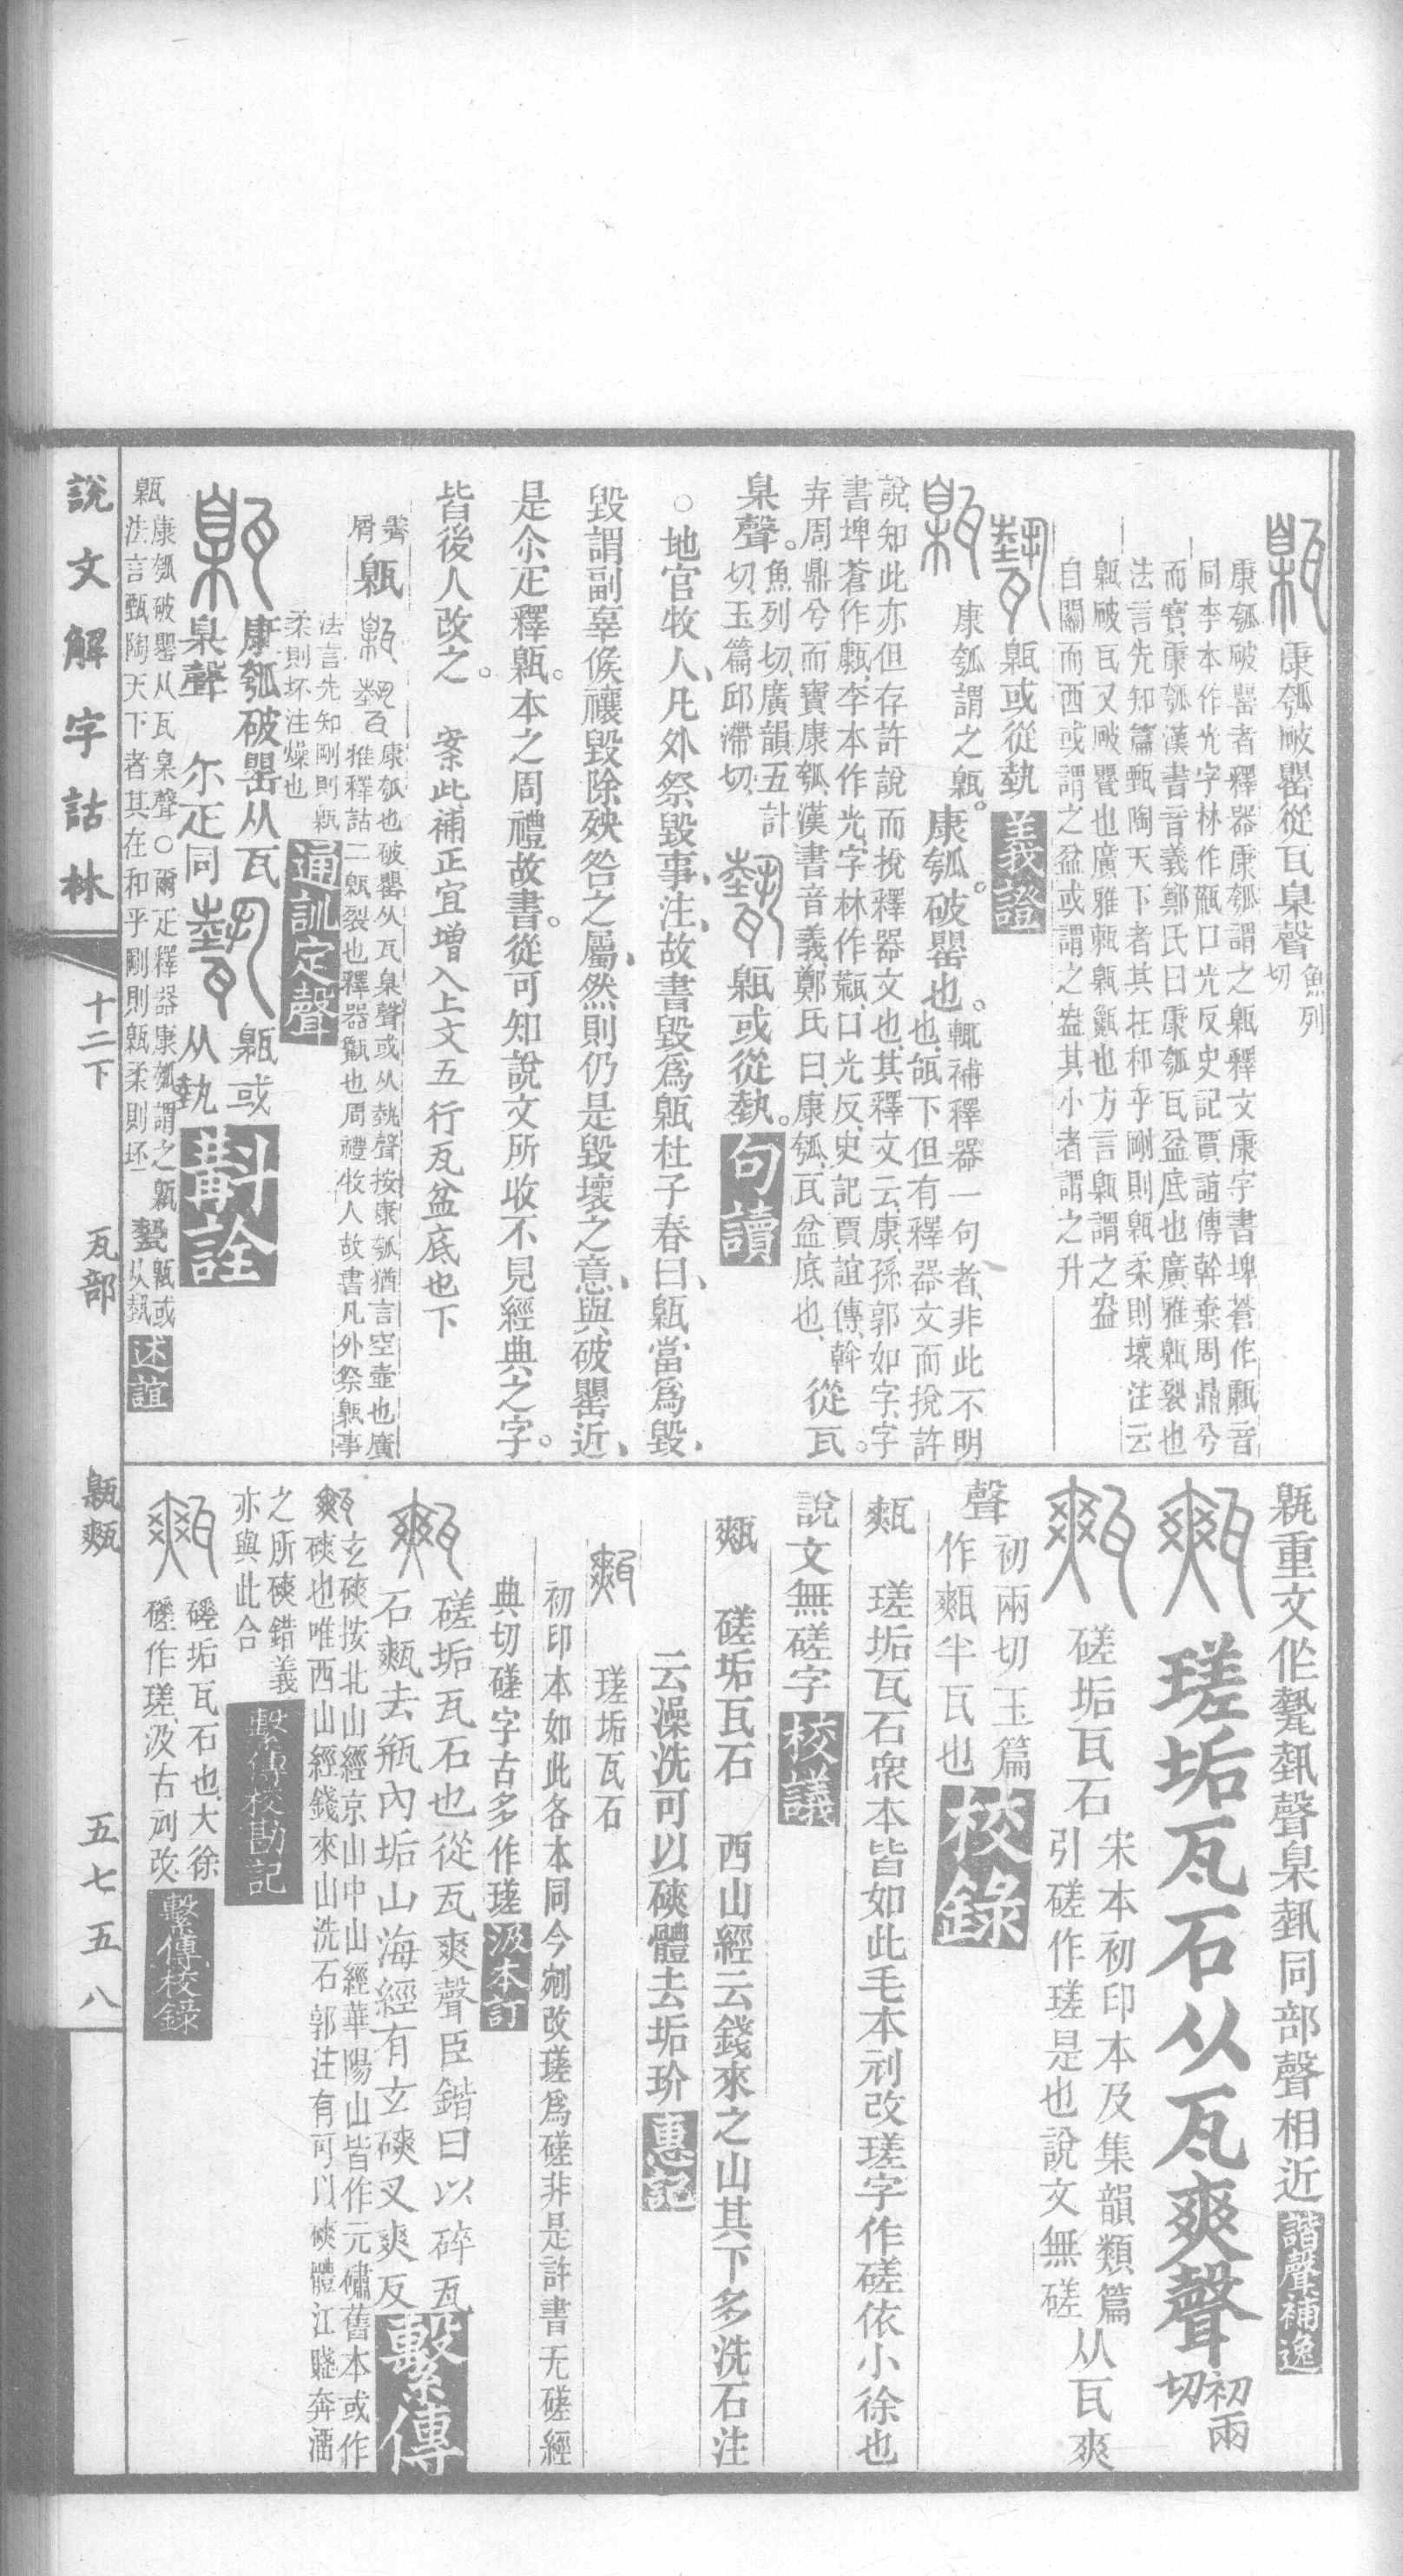 康瓠破罌從瓦臬聲魚列切
康瓠破罌者釋器康瓠謂之甈釋文康字書埤蒼作甈音
同李本作光字林作瓶口光反史記賈誼傳斡棄周鼎兮
而寶康瓠漢書音義鄭氏曰康瓠瓦盆底也廣雅甈裂也
法言先知篇甄陶天下者其在和乎剛則甈柔則壞注云
甈破瓦又破罌也廣雅甈甈也方言甈謂之盎
自關而西或謂之盆或謂之盎其小者謂之升
甈或從埶 義證
康瓠謂之甈。康瓠。破罌也。輒補釋器一句者、非此不明
也、瓵下但有釋器文而挩許
說、知此亦但存許說而挩釋器文也、其釋文云、康、孫郭如字、字
書埤蒼作甈、李本作光、字林作瓶、口光反、史記賈誼傳、斡
弃周鼎兮而寶康瓠、漢書音義、鄭氏曰、康瓠、瓦盆底也、從瓦。
臬聲。魚列切、廣韻五計切、玉篇邱滯切、 甈或從埶。 句讀
○地官牧人、凡外祭毀事、注、故書毀爲甈杜子春曰、甈當爲毀、
毀謂副辜候禳毀除殃咎之屬、然則仍是毀壞之意、與破罌近、
是尒疋釋甈。本之周禮故書。從可知說文所收不見經典之字。
皆後人改之。 案此補正宜增入上文五行瓦盆底也下
霽屑 甈 康瓠也破罌从瓦臬聲或从埶聲按康瓠猶言空壺也廣
雅釋詁二甈裂也釋器甈也周禮牧人故書凡外祭甈事
法言先知剛則甈柔則坏注燥也 通訓定聲
康瓠破罌从瓦臬聲 尒疋同 甈或从埶 斠詮
甈 康瓠破罌从瓦臬聲○爾疋釋器康瓠謂之甈
法言甄陶天下者其在和乎剛則甈柔則坯 甈或从埶 述誼
甈重文作㼤埶聲臬埶同部聲相近 諧聲補逸
瑳垢瓦石从瓦爽聲初兩切
磋垢瓦石 宋本初印本及集韻類篇引磋作瑳是也說文無磋 从瓦爽
聲 初兩切玉篇作㼽半瓦也 校錄
㼽 瑳垢瓦石衆本皆如此毛本刓改瑳字作磋依小徐也
說文無磋字 校議
㼽 磋垢瓦石 西山經云錢來之山其下多洗石注
云澡洗可以磢體去垢圿 惠記
瑳垢瓦石
初印本如此各本同今剜改瑳爲磋非是許書无磋經
典切磋字古多作瑳 汲本訂
磋垢瓦石也從瓦爽聲臣鍇曰以碎瓦
石㼽去瓶內垢山海經有玄磢叉爽反 繫傳
玄磢按北山經京山中山經華陽山皆作元礵舊本或作
磢也唯西山經錢來山洗石郭注有可以磢體江賦奔溜
之所磢錯義亦與此合 繫傳校勘記
磋垢瓦石也、大徐磋作瑳、汲古刓改、 繫傳校錄
說文解字詁林 十二下 瓦部 甈㼽 五七五八